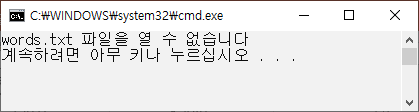 C:₩WINDOWS₩system32₩cmd.exe
words.txt 파일을 열 수 없습니다
계속하려면 아무 키나 누르십시오 . . .